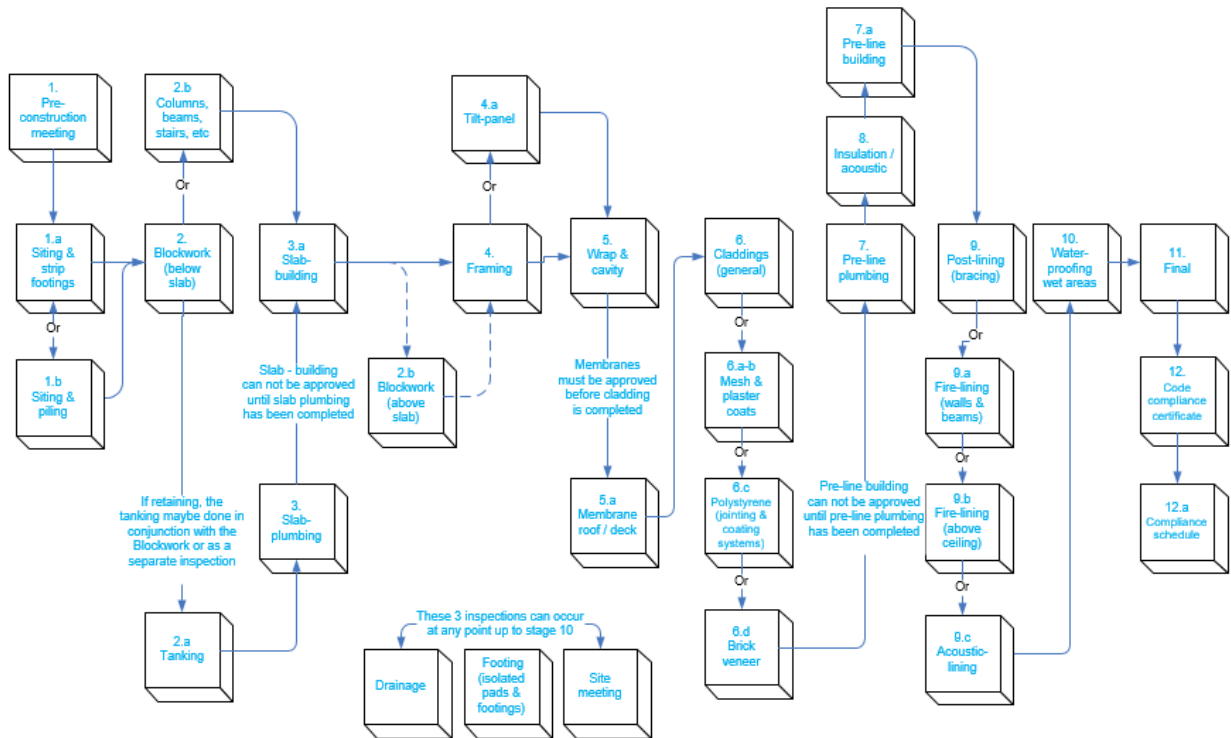 1.
Pre-
construction
meeting
1.a
Siting &
strip
footings
Or
1.b
Siting &
piling
2.b
Columns,
beams,
stairs, etc
Or
2.
Blockwork
(below
slab)
If retaining, the
tanking maybe done in
conjunction with the
Blockwork or as a
separate inspection
2.a
Tanking
3.a
Slab-
building
Slab - building
can not be approved
until slab plumbing
has been completed
3.
Slab-
plumbing
2.b
Blockwork
(above
slab)
4.a
Tilt-panel
Or
4.
Framing
5.
Wrap &
cavity
Membranes
must be approved
before cladding
is completed
5.a
Membrane
roof / deck
These 3 inspections can occur
at any point up to stage 10
Drainage
Footing
(isolated
pads &
footings)
Site
meeting
6.
Claddings
(general)
Or
6.a-b
Mesh &
plaster
coats
Or
6.c
Polystyrene
(jointing &
coating
systems)
Or
6.d
Brick
veneer
7.a
Pre-line
building
8.
Insulation /
acoustic
7.
Pre-line
plumbing
Pre-line building
can not be approved
until pre-line plumbing
has been completed
9.
Post-lining
(bracing)
Or
9.a
Fire-lining
(walls &
beams)
Or
9.b
Fire-lining
(above
ceiling)
Or
9.c
Acoustic-
lining
10.
Water-
proofing
wet areas
11.
Final
12.
Code
compliance
certificate
12.a
Compliance
schedule